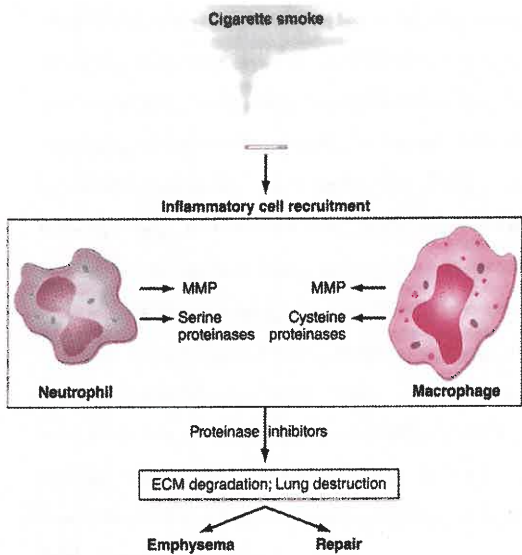 Cigarette smoke
Inflammatory cell recruitment
MMP
Serine
proteinases
Neutrophil
MMP
Cysteine
proteinases
Macrophage
Proteinase inhibitors
ECM degradation; Lung destruction
Emphysema
Repair